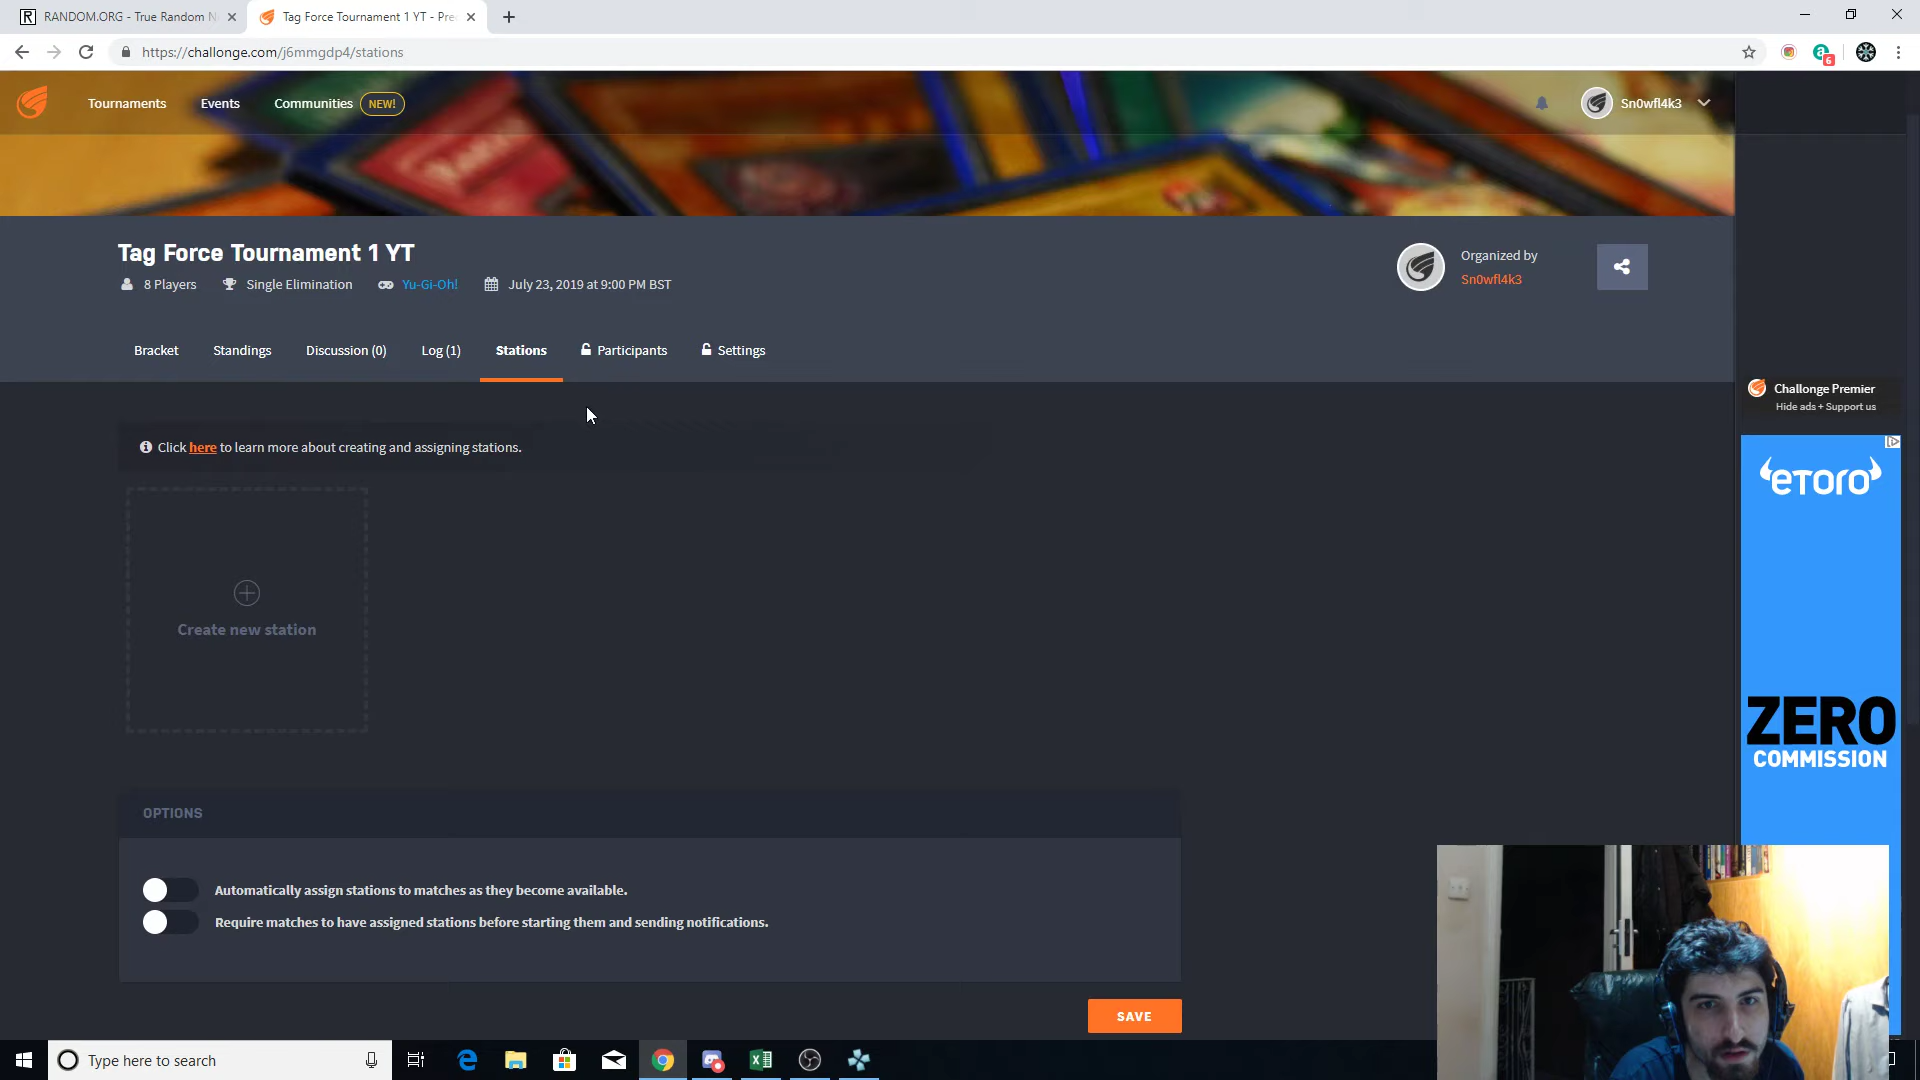 RANDOM.ORG - True Random N
Tag Force Tournament 1 YT - Pre
https://challonge.com/j6mmgdp4/stations
6
Tournaments
Events
Communities
NEW!
Sn0wfl4k3
Tag Force Tournament 1 YT
8 Players
Single Elimination
Yu-Gi-Oh!
July 23, 2019 at 9:00 PM BST
Organized by
Sn0wfl4k3
Bracket
Standings
Discussion (0)
Log (1)
Stations
Participants
Settings
Challonge Premier
Hide ads + Support us
Click here to learn more about creating and assigning stations.
eTORO
Create new station
ZERO
COMMISSION
OPTIONS
Automatically assign stations to matches as they become available.
Require matches to have assigned stations before starting them and sending notifications.
SAVE
Type here to search